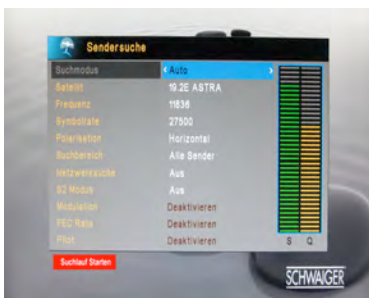 Sendersuche
Suchmodus Auto
Satellit 19.2E ASTRA
Frequenz 11836
Symbolrate 27500
Polarisation Horizontal
Suchbereich Alle Sender
Netzwerksuche Aus
S2 Modus Aus
Modulation Deaktivieren
FEC Rate Deaktivieren
Pilot Deaktivieren
S Q
Suchlauf Starten
SCHWAIGER